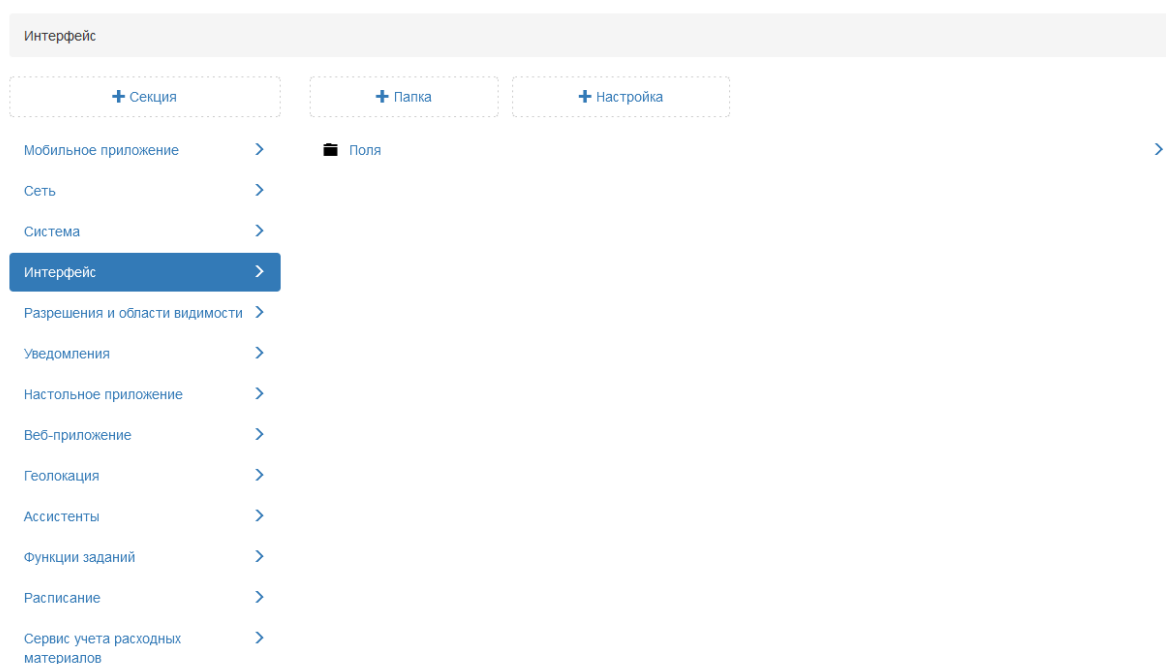 Интерфейс
Секция
Папка
Настройка
Мобильное приложение
Поля
Сеть
Система
Интерфейс
Разрешения и области видимости
Уведомления
Настольное приложение
Веб-приложение
Геолокация
Ассистенты
Функции заданий
Расписание
Сервис учета расходных
материалов